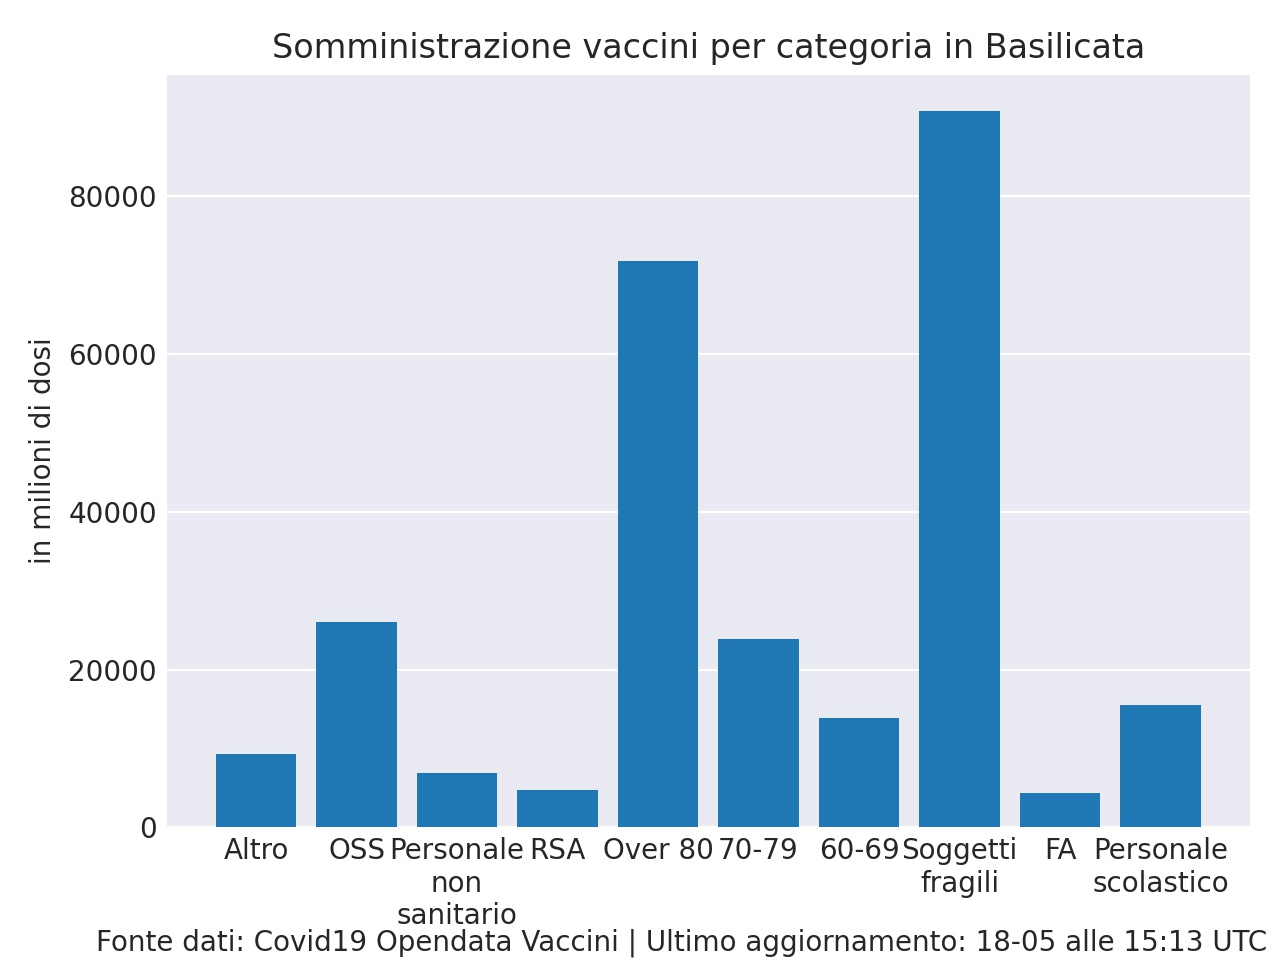 Somministrazione vaccini per categoria in Basilicata
in milioni di dosi
80000
60000
40000
20000
0
Altro OSS Personale non sanitario RSA Over 80 70-79 60-69 Soggetti fragili FA Personale scolastico
Fonte dati: Covid19 Opendata Vaccini | Ultimo aggiornamento: 18-05 alle 15:13 UTC